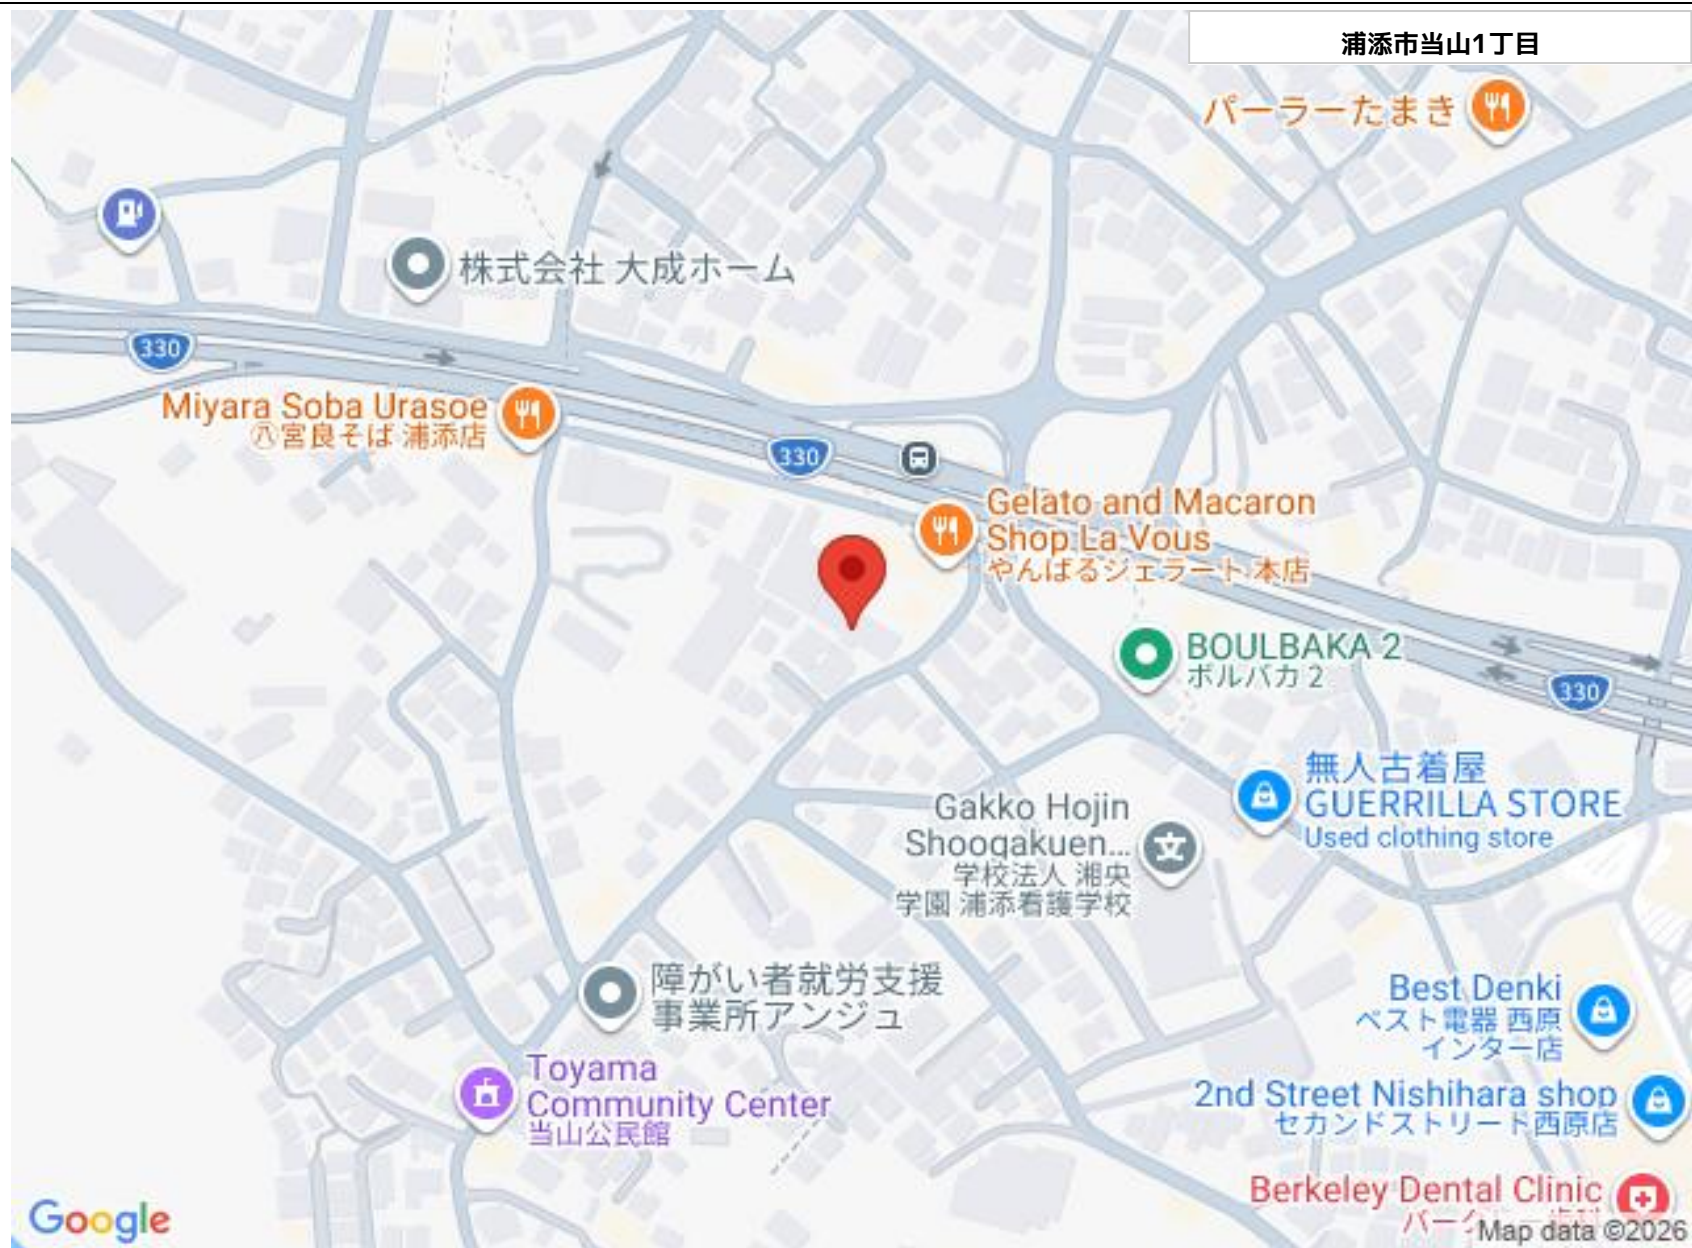 浦添市当山1丁目
パーラーたまき
株式会社 大成ホーム
330
Miyara Soba Urasoe
八宮良そば 浦添店
330
Gelato and Macaron
Shop La Vous
やんばるジェラート 本店
BOULBAKA 2
ボルバカ 2
330
無人古着屋
GUERRILLA STORE
Used clothing store
Gakko Hojin
Shoogakuen...
学校法人 湘央
学園 浦添看護学校
障がい者就労支援
事業所アンジュ
Best Denki
ベスト電器 西原
インター店
Toyama
Community Center
当山公民館
2nd Street Nishihara shop
セカンドストリート西原店
Berkeley Dental Clinic
Google
Map data ©2026